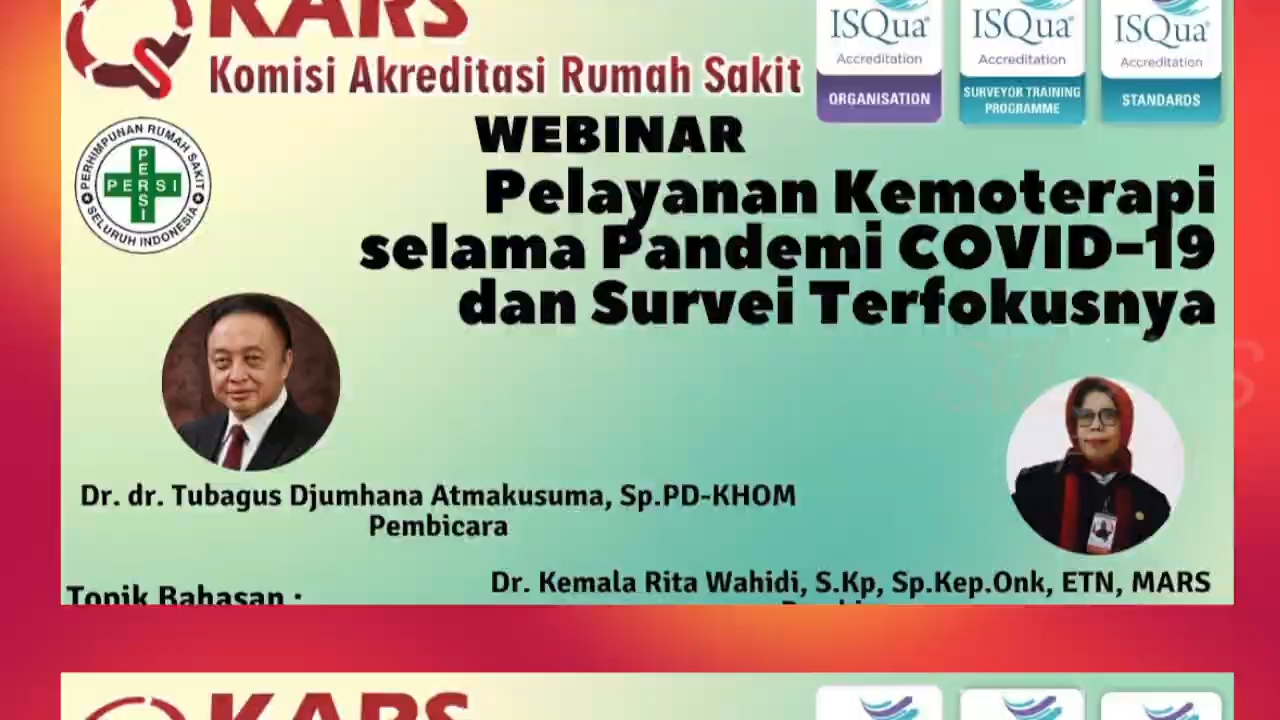 KARS
Komisi Akreditasi Rumah Sakit
ISQua
Accreditation
ORGANISATION
ISQua
Accreditation
SURVEYOR TRAINING
PROGRAMME
ISQua
Accreditation
STANDARDS
PERHIMPUNAN RUMAH SAKIT
PERSI
PERSI
SELURUH INDONESIA
WEBINAR
Pelayanan Kemoterapi
selama Pandemi COVID-19
dan Survei Terfokusnya
Dr. dr. Tubagus Djumhana Atmakusuma, Sp.PD-KHOM
Pembicara
Dr. Kemala Rita Wahidi, S.Kp, Sp.Kep.Onk, ETN, MARS
Topik Bahasan :
KARS